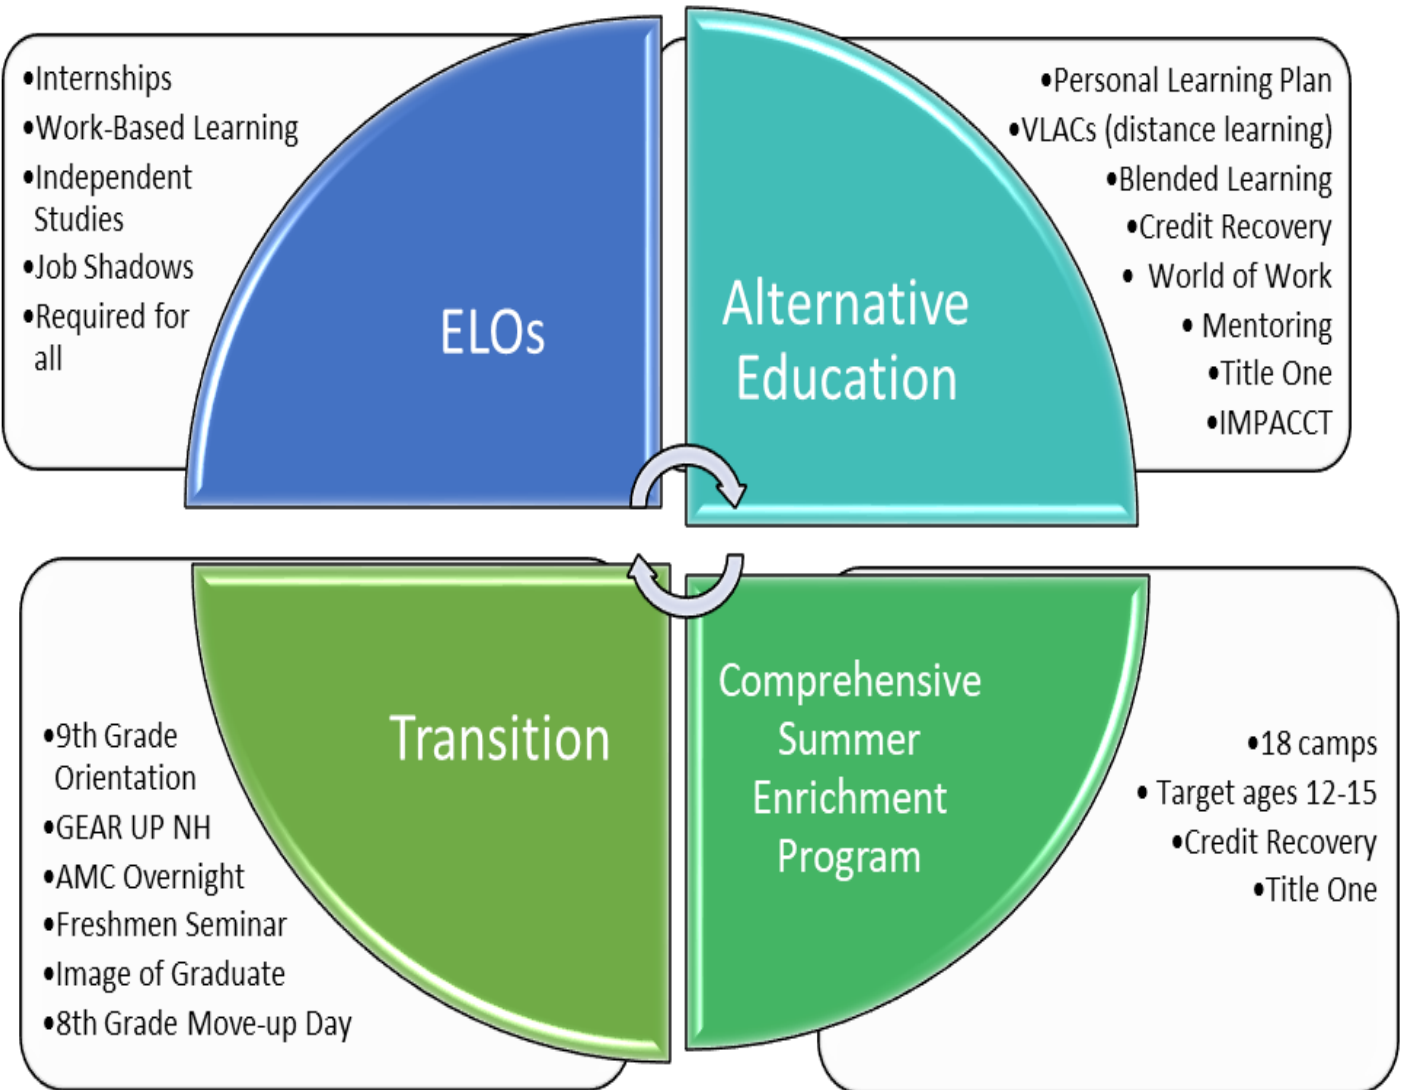 •Internships
•Work-Based Learning
•Independent
Studies
•Job Shadows
•Required for
all
ELOs
Alternative
Education
•Personal Learning Plan
•VLACs (distance learning)
•Blended Learning
•Credit Recovery
• World of Work
• Mentoring
•Title One
•IMPACCT
•9th Grade
Orientation
•GEAR UP NH
•AMC Overnight
•Freshmen Seminar
•Image of Graduate
•8th Grade Move-up Day
Transition
Comprehensive
Summer
Enrichment
Program
•18 camps
• Target ages 12-15
•Credit Recovery
•Title One